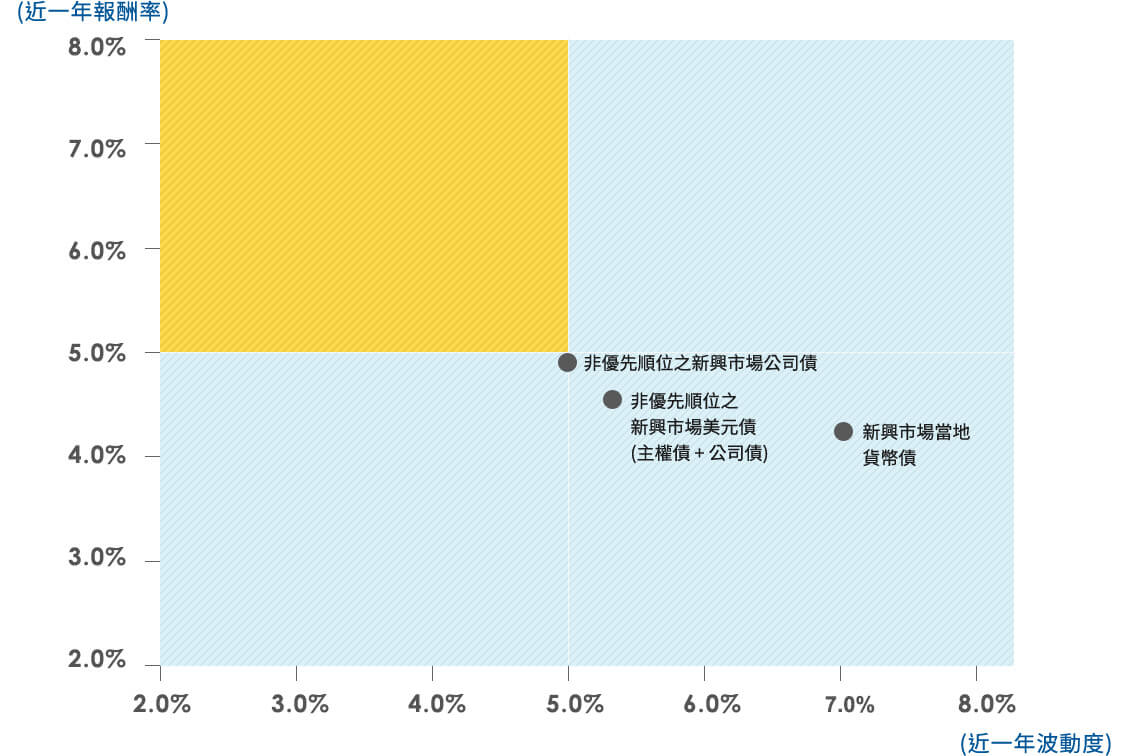 (近一年報酬率)
8.0%
7.0%
6.0%
5.0%
非優先順位之新興市場公司債
非優先順位之
新興市場美元債
(主權債 + 公司債)
新興市場當地
貨幣債
4.0%
3.0%
2.0%
2.0% 3.0% 4.0% 5.0% 6.0% 7.0% 8.0%
(近一年波動度)